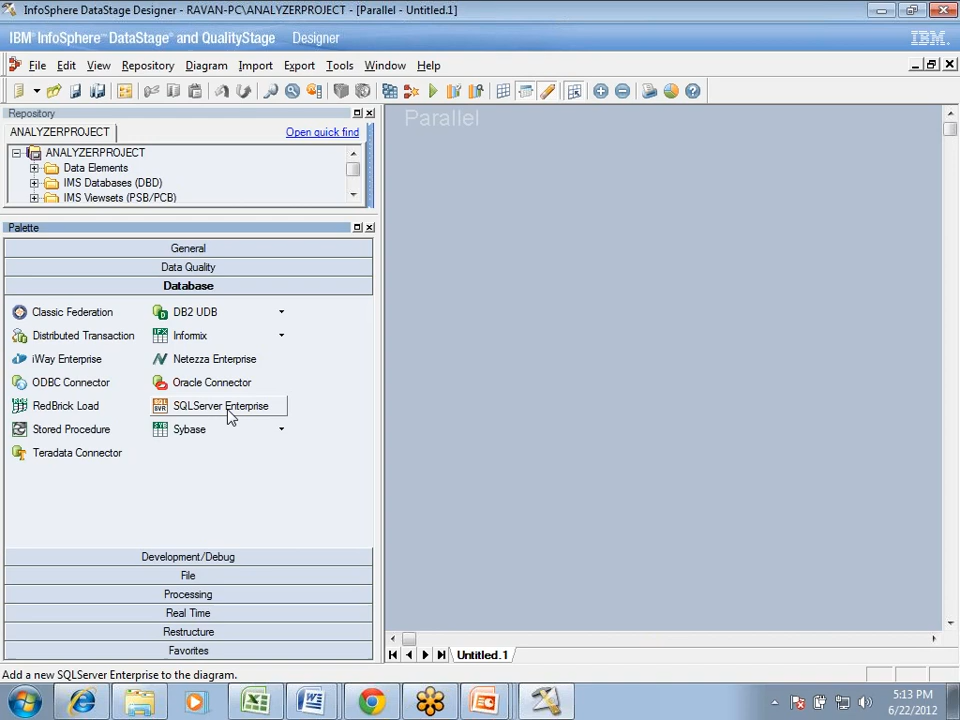 InfoSphere DataStage Designer - RAVAN-PC\ANALYZERPROJECT - [Parallel - Untitled.1]
IBM® InfoSphere™ DataStage® and QualityStage Designer
IBM.
File Edit View Repository Diagram Import Export Tools Window Help
Repository
ANALYZERPROJECT Open quick find
ANALYZERPROJECT
Data Elements
IMS Databases (DBD)
IMS Viewsets (PSB/PCB)
Parallel
Palette
General
Data Quality
Database
Classic Federation DB2 UDB
Distributed Transaction Informix
iWay Enterprise Netezza Enterprise
ODBC Connector Oracle Connector
RedBrick Load SQLServer Enterprise
Stored Procedure Sybase
Teradata Connector
Development/Debug
File
Processing
Real Time
Restructure
Favorites
Untitled.1
Add a new SQLServer Enterprise to the diagram.
5:13 PM
6/22/2012